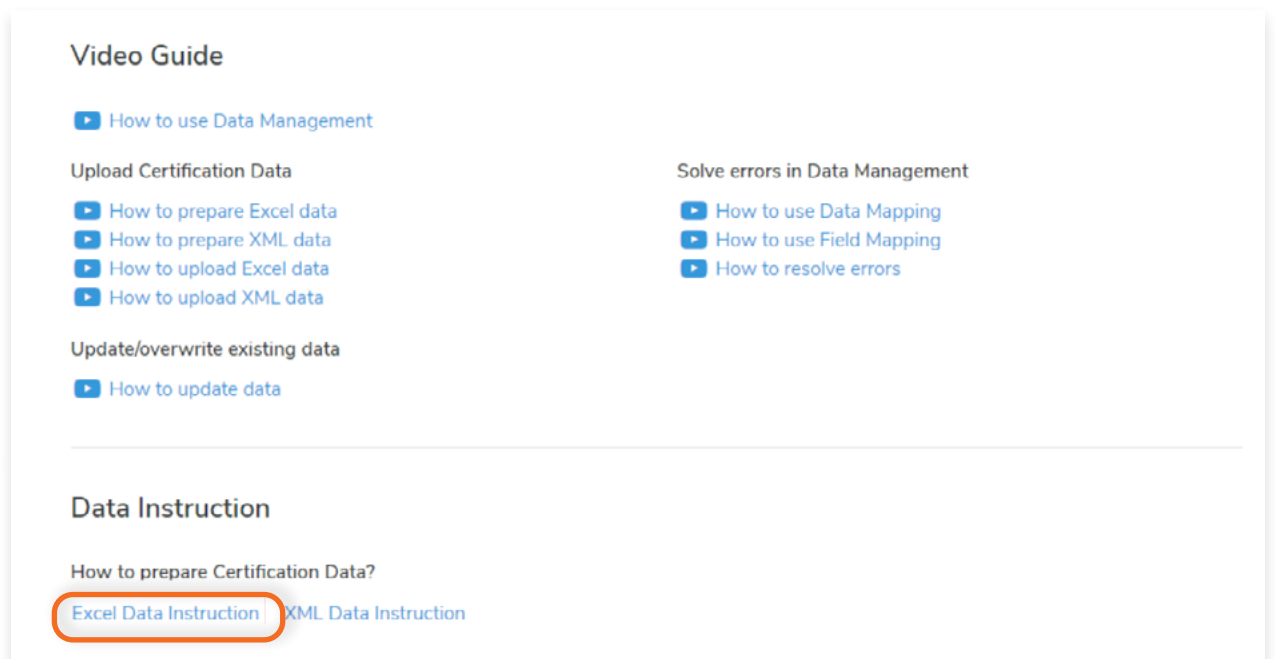 Video Guide
How to use Data Management
Upload Certification Data
How to prepare Excel data
How to prepare XML data
How to upload Excel data
How to upload XML data
Update/overwrite existing data
How to update data
Solve errors in Data Management
How to use Data Mapping
How to use Field Mapping
How to resolve errors
Data Instruction
How to prepare Certification Data?
Excel Data Instruction XML Data Instruction